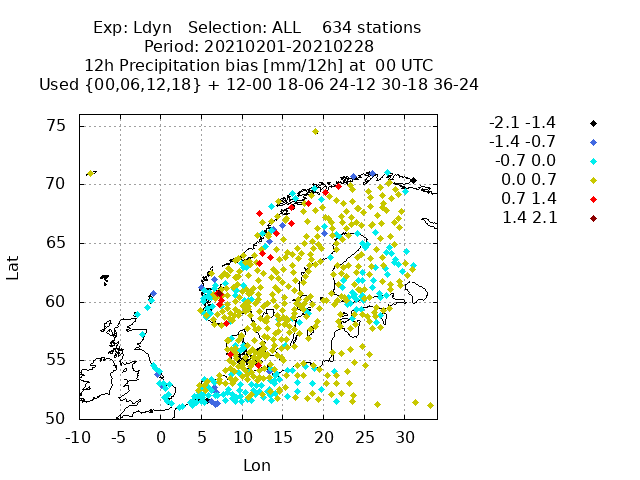 Exp: Ldyn   Selection: ALL    634 stations
Period: 20210201-20210228
12h Precipitation bias [mm/12h] at  00 UTC
Used {00,06,12,18} + 12-00 18-06 24-12 30-18 36-24
75
70
65
60
55
50
Lat
-10 -5 0 5 10 15 20 25 30
Lon
-2.1 -1.4
-1.4 -0.7
-0.7 0.0
0.0 0.7
0.7 1.4
1.4 2.1